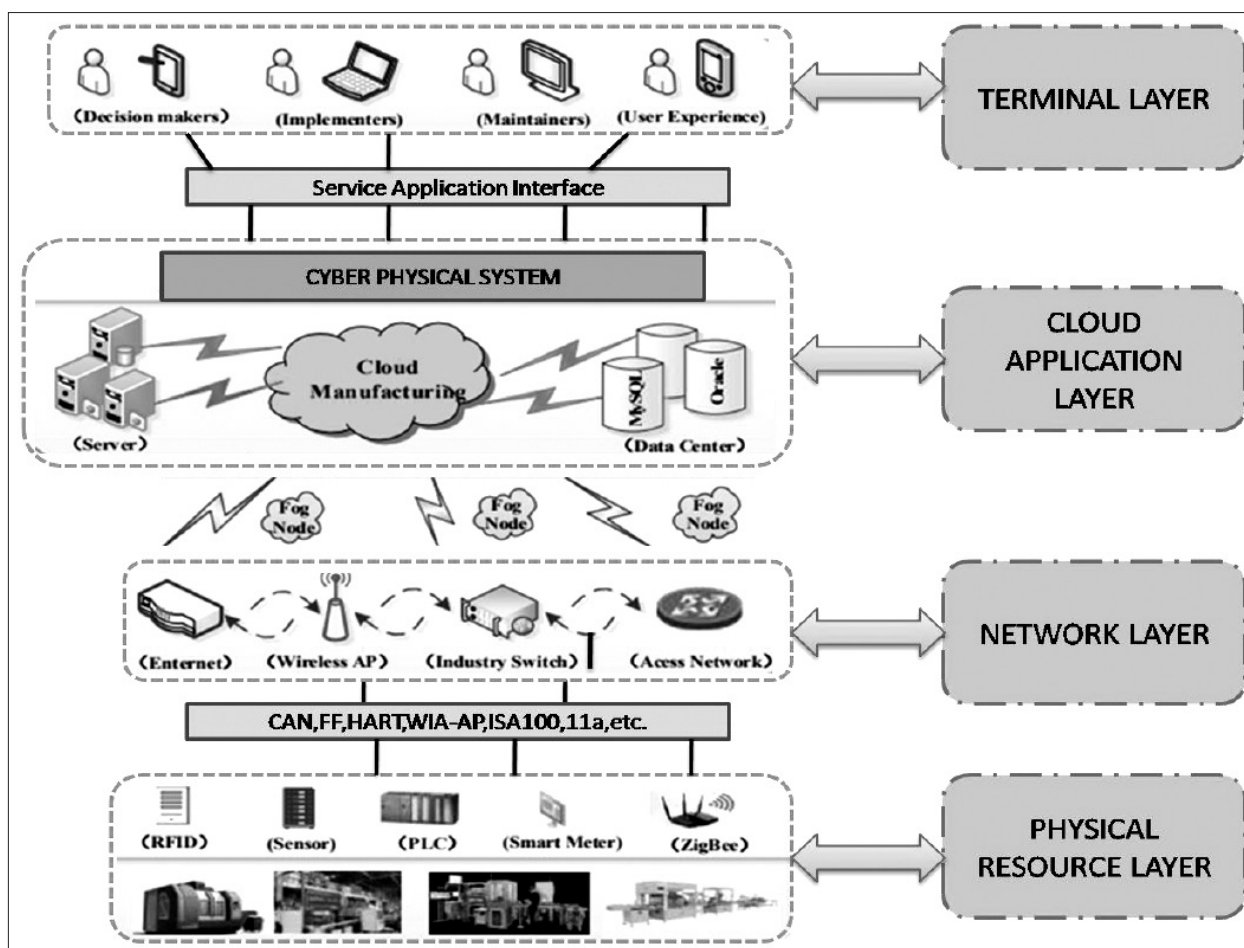 (Decision makers)
(Implementers)
(Maintainers)
(User Experience)
TERMINAL LAYER
Service Application Interface
CYBER PHYSICAL SYSTEM
Cloud
Manufacturing
MySQL
Oracle
(Server)
(Data Center)
CLOUD
APPLICATION
LAYER
Fog
Node
Fog
Node
Fog
Node
(Enternet)
(Wireless AP)
(Industry Switch)
(Acess Network)
NETWORK LAYER
CAN,FF,HART,WIA-AP,ISA100,11a,etc.
(RFID)
(Sensor)
(PLC)
(Smart Meter)
(ZigBee)
PHYSICAL
RESOURCE LAYER